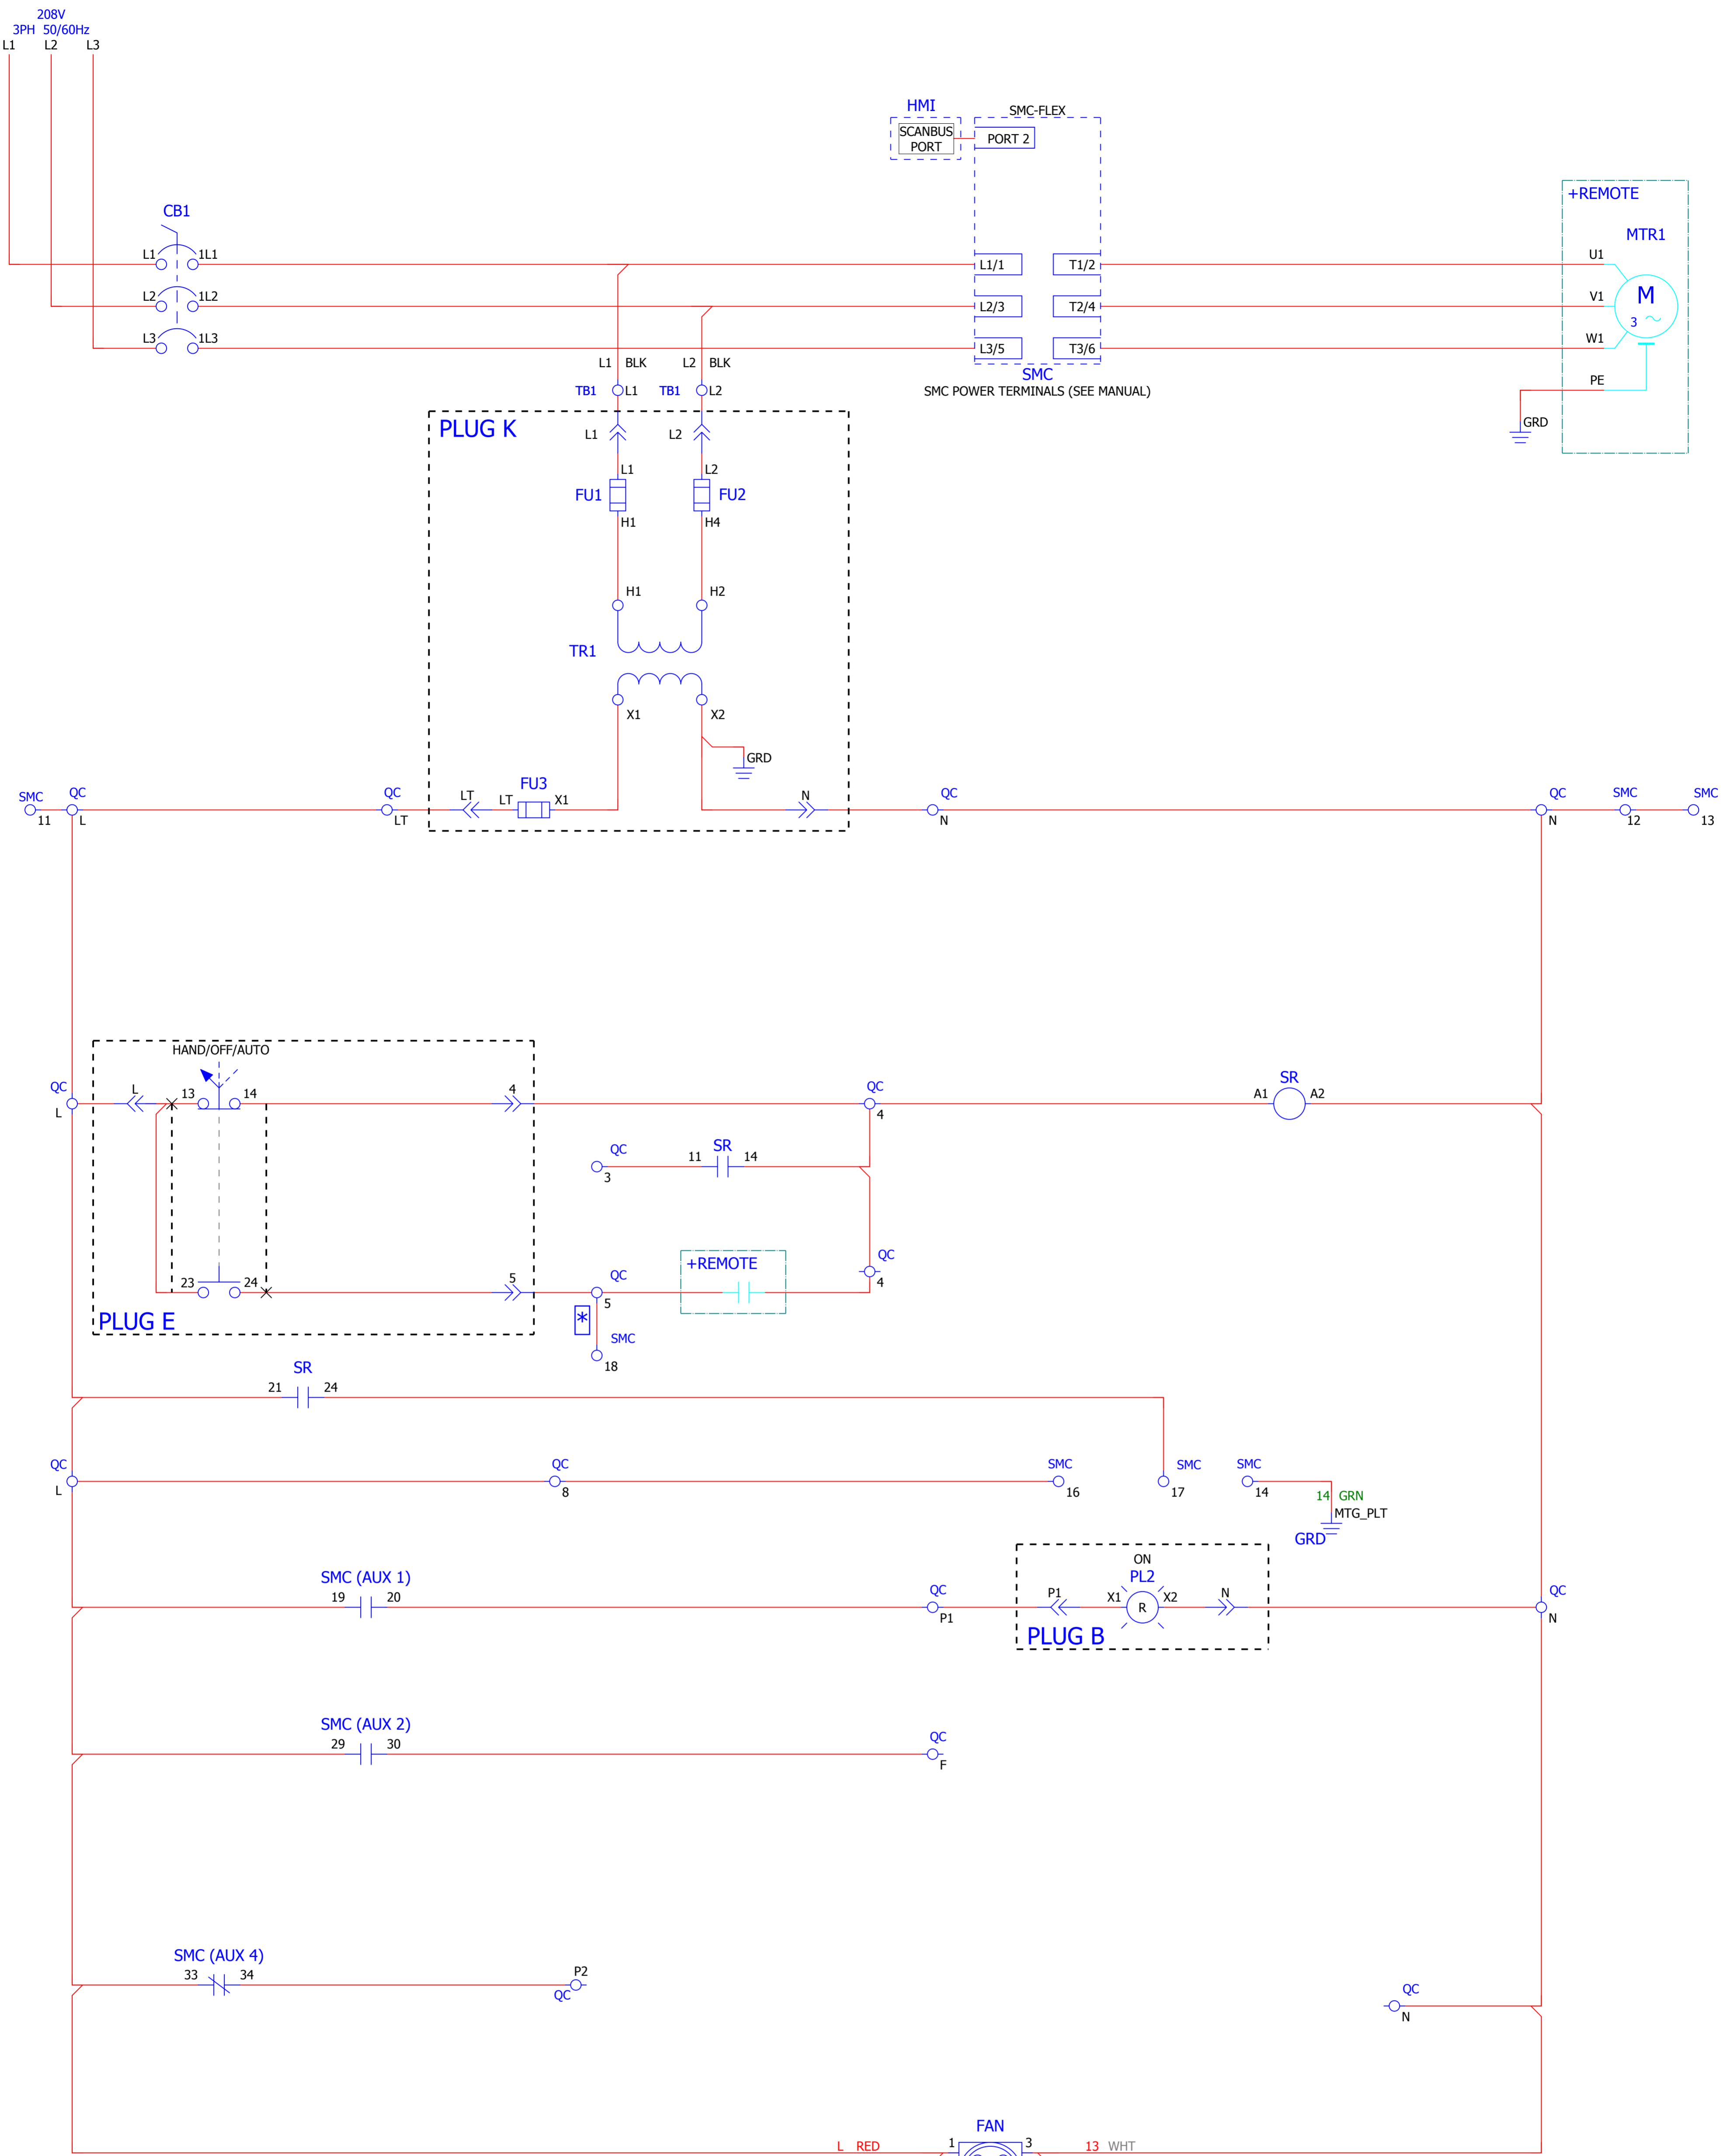 208V
3PH 50/60Hz
L1 L2 L3
HMI
SCANBUS
PORT
SMC-FLEX
PORT 2
+REMOTE
MTR1
CB1
L1 1L1
L1/1 T1/2
U1
L2 1L2
L2/3 T2/4
V1
M
3
L3 1L3
L3/5 T3/6
W1
L1 BLK L2 BLK
SMC
SMC POWER TERMINALS (SEE MANUAL)
PE
TB1 L1 TB1 L2
GRD
PLUG K
L1 L2
L1 L2
FU1 FU2
H1 H4
H1 H2
TR1
X1 X2
GRD
SMC QC QC LT FU3 N QC QC SMC SMC
LT X1
11 L LT N N 12 13
HAND/OFF/AUTO
QC L 13 14 4 QC SR
A1 A2
L 4
QC SR
11 14
3
QC
+REMOTE
4
23 24 5 QC
5
PLUG E
*
SMC
18
SR
21 24
QC QC SMC SMC SMC
L 8 16 17 14
14 GRN
MTG_PLT
GRD
ON
PL2
SMC (AUX 1)
19 20 QC P1 X1 R X2 N QC
P1 N
PLUG B
SMC (AUX 2)
29 30 QC
F
SMC (AUX 4)
33 34 P2
QC
QC
N
FAN
L RED 1 3 13 WHT